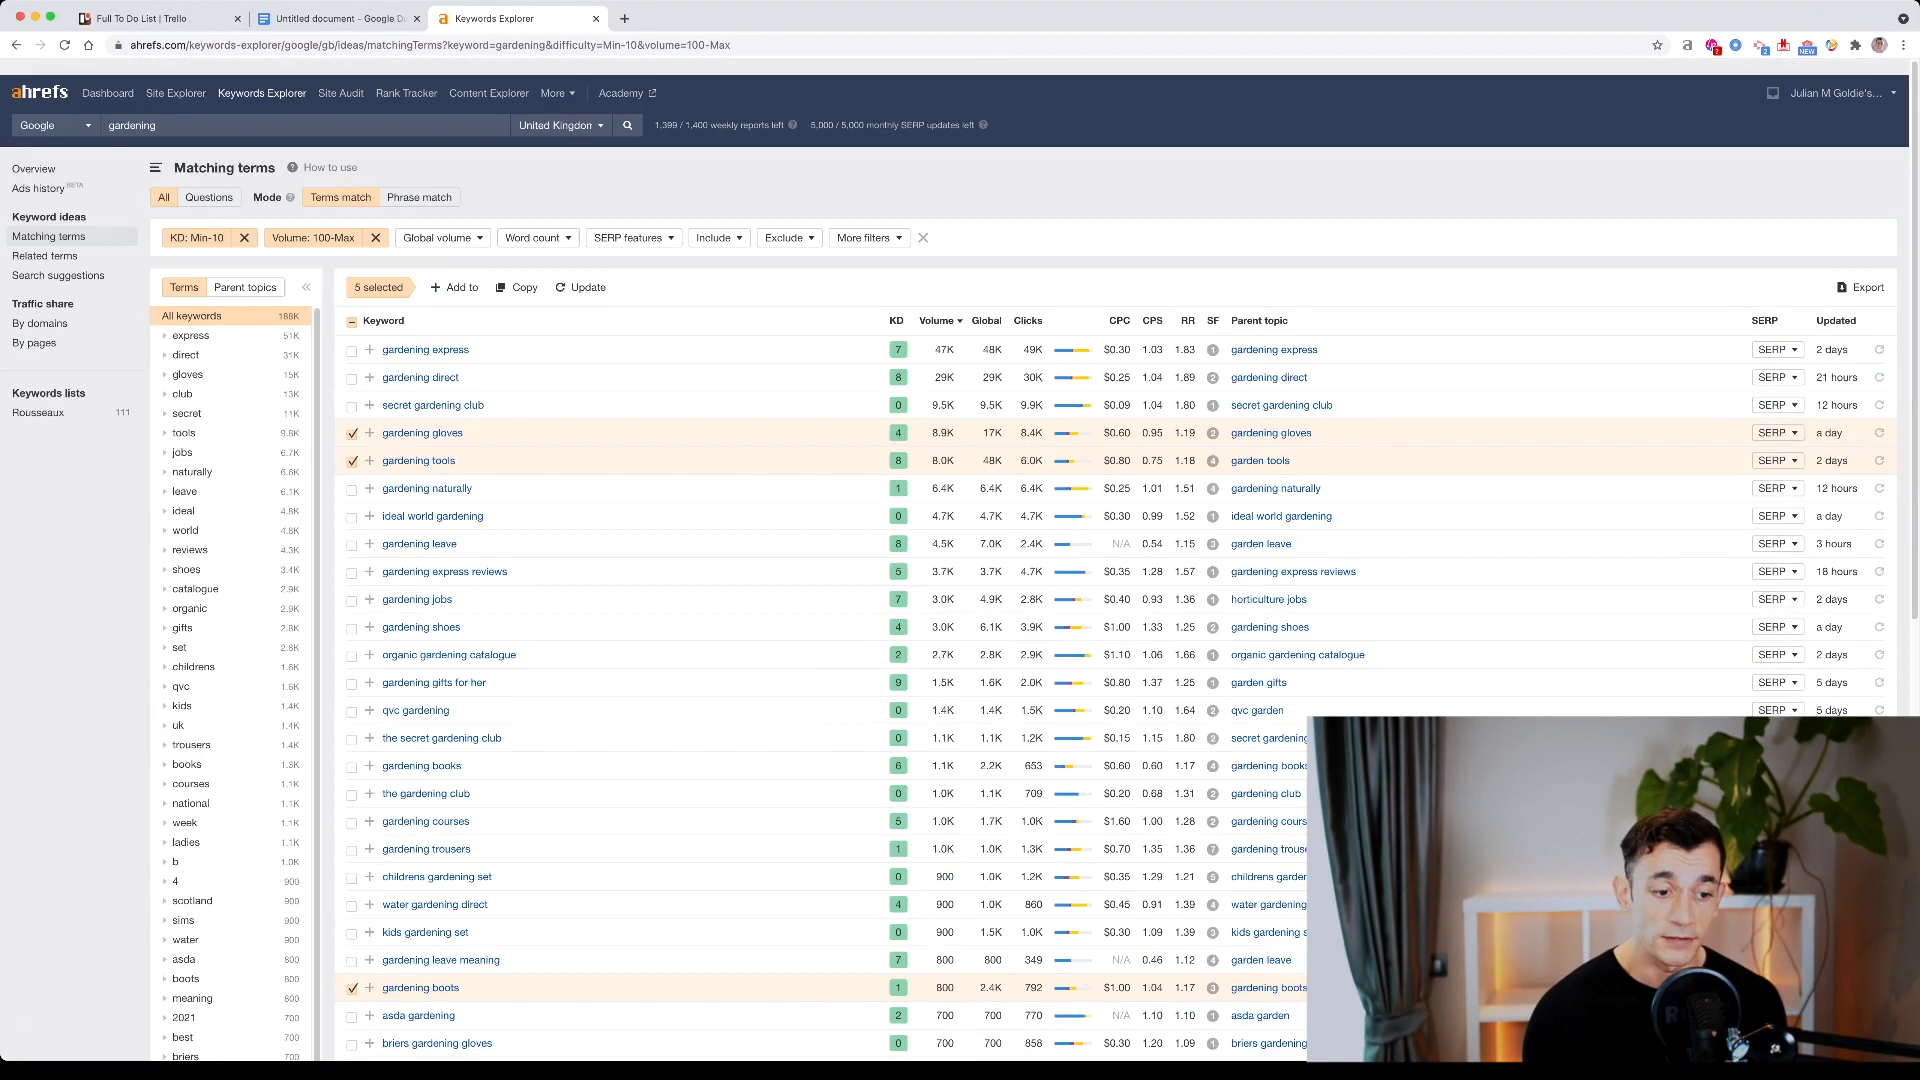 Full To Do List | Trello
Untitled document - Google D
Keywords Explorer
ahrefs.com/keywords-explorer/google/gb/ideas/matchingTerms?keyword=gardening&difficulty=Min-10&volume=100-Max
2
2
NEW
ahrefs Dashboard Site Explorer Keywords Explorer Site Audit Rank Tracker Content Explorer More Academy Julian M Goldie's...
Google gardening United Kingdom 1,399 / 1,400 weekly reports left 5,000 / 5,000 monthly SERP updates left
Overview
Ads history BETA
Keyword ideas
Matching terms
Related terms
Search suggestions
Traffic share
By domains
By pages
Keywords lists
Rousseaux 111
Matching terms How to use
All Questions Mode Terms match Phrase match
KD: Min-10 Volume: 100-Max Global volume Word count SERP features Include Exclude More filters
Terms Parent topics
All keywords 188K
express 51K
direct 31K
gloves 15K
club 13K
secret 11K
tools 9.8K
jobs 6.7K
naturally 6.6K
leave 6.1K
ideal 4.8K
world 4.8K
reviews 4.3K
shoes 3.4K
catalogue 2.9K
organic 2.9K
gifts 2.8K
set 2.8K
childrens 1.6K
qvc 1.6K
kids 1.4K
uk 1.4K
trousers 1.4K
books 1.3K
courses 1.1K
national 1.1K
week 1.1K
ladies 1.1K
b 1.0K
4 900
scotland 900
sims 900
water 900
asda 800
boots 800
meaning 800
2021 700
best 700
briers 700
5 selected Add to Copy Update Export
Keyword KD Volume Global Clicks CPC CPS RR SF Parent topic SERP Updated
gardening express 7 47K 48K 49K $0.30 1.03 1.83 1 gardening express SERP 2 days
gardening direct 8 29K 29K 30K $0.25 1.04 1.89 2 gardening direct SERP 21 hours
secret gardening club 0 9.5K 9.5K 9.9K $0.09 1.04 1.80 1 secret gardening club SERP 12 hours
gardening gloves 4 8.9K 17K 8.4K $0.60 0.95 1.19 2 gardening gloves SERP a day
gardening tools 8 8.0K 48K 6.0K $0.80 0.75 1.18 4 garden tools SERP 2 days
gardening naturally 1 6.4K 6.4K 6.4K $0.25 1.01 1.51 4 gardening naturally SERP 12 hours
ideal world gardening 0 4.7K 4.7K 4.7K $0.30 0.99 1.52 1 ideal world gardening SERP a day
gardening leave 8 4.5K 7.0K 2.4K N/A 0.54 1.15 3 garden leave SERP 3 hours
gardening express reviews 5 3.7K 3.7K 4.7K $0.35 1.28 1.57 1 gardening express reviews SERP 18 hours
gardening jobs 7 3.0K 4.9K 2.8K $0.40 0.93 1.36 1 horticulture jobs SERP 2 days
gardening shoes 4 3.0K 6.1K 3.9K $1.00 1.33 1.25 2 gardening shoes SERP a day
organic gardening catalogue 2 2.7K 2.8K 2.9K $1.10 1.06 1.66 1 organic gardening catalogue SERP 2 days
gardening gifts for her 9 1.5K 1.6K 2.0K $0.80 1.37 1.25 1 garden gifts SERP 5 days
qvc gardening 0 1.4K 1.4K 1.5K $0.20 1.10 1.64 2 qvc garden SERP 5 days
the secret gardening club 0 1.1K 1.1K 1.2K $0.15 1.15 1.80 2 secret gardening
gardening books 6 1.1K 2.2K 653 $0.60 0.60 1.17 4 gardening books
the gardening club 0 1.0K 1.1K 709 $0.20 0.68 1.31 2 gardening club
gardening courses 5 1.0K 1.7K 1.0K $1.60 1.00 1.28 2 gardening cours
gardening trousers 1 1.0K 1.0K 1.3K $0.70 1.35 1.36 7 gardening trous
childrens gardening set 0 900 1.0K 1.2K $0.35 1.29 1.21 5 childrens garder
water gardening direct 4 900 1.0K 860 $0.45 0.91 1.39 4 water gardening
kids gardening set 0 900 1.5K 1.0K $0.30 1.09 1.39 3 kids gardening s
gardening leave meaning 7 800 800 349 N/A 0.46 1.12 4 garden leave
gardening boots 1 800 2.4K 792 $1.00 1.04 1.17 3 gardening boots
asda gardening 2 700 700 770 N/A 1.10 1.10 1 asda garden
briers gardening gloves 0 700 700 858 $0.30 1.20 1.09 1 briers gardening